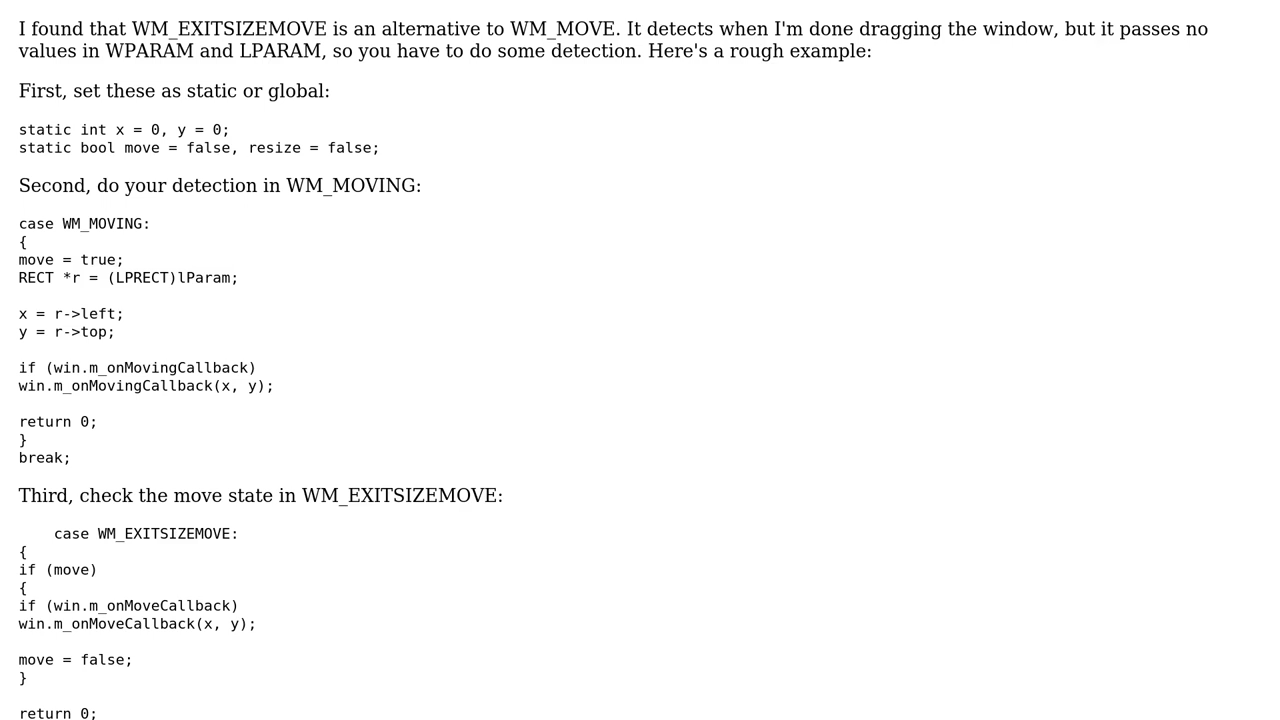 I found that WM_EXITSIZEMOVE is an alternative to WM_MOVE. It detects when I'm done dragging the window, but it passes no
values in WPARAM and LPARAM, so you have to do some detection. Here's a rough example:
First, set these as static or global:
static int x = 0, y = 0;
static bool move = false, resize = false;
Second, do your detection in WM_MOVING:
case WM_MOVING:
{
move = true;
RECT *r = (LPRECT)lParam;
x = r->left;
y = r->top;
if (win.m_onMovingCallback)
win.m_onMovingCallback(x, y);
return 0;
}
break;
Third, check the move state in WM_EXITSIZEMOVE:
case WM_EXITSIZEMOVE:
{
if (move)
{
if (win.m_onMoveCallback)
win.m_onMoveCallback(x, y);
move = false;
}
return 0;